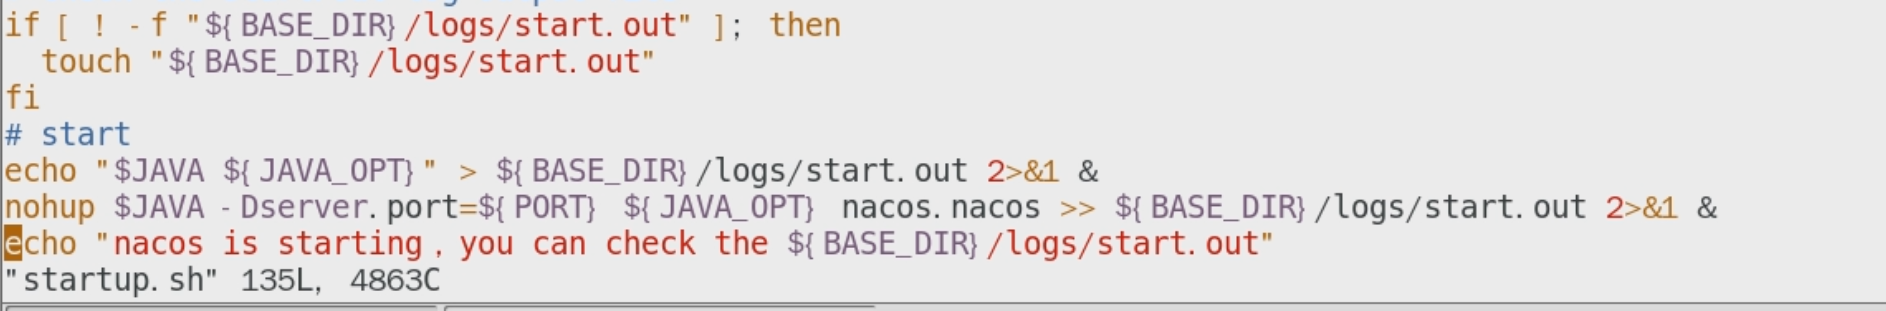 if [ ! -f "${BASE_DIR}/logs/start.out" ]; then
  touch "${BASE_DIR}/logs/start.out"
fi
# start
echo "$JAVA ${JAVA_OPT}" > ${BASE_DIR}/logs/start.out 2>&1 &
nohup $JAVA -Dserver.port=${PORT} ${JAVA_OPT} nacos.nacos >> ${BASE_DIR}/logs/start.out 2>&1 &
echo "nacos is starting,you can check the ${BASE_DIR}/logs/start.out"
"startup.sh" 135L, 4863C